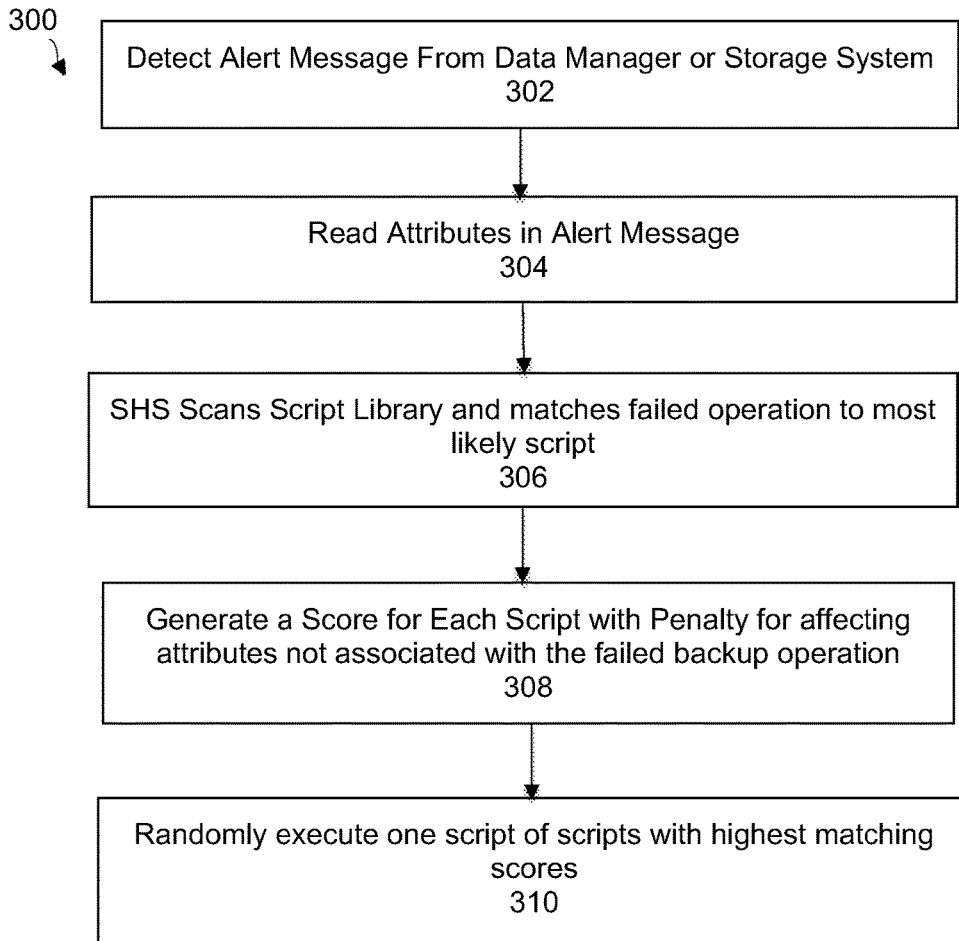 300
Detect Alert Message From Data Manager or Storage System
302
Read Attributes in Alert Message
304
SHS Scans Script Library and matches failed operation to most
likely script
306
Generate a Score for Each Script with Penalty for affecting
attributes not associated with the failed backup operation
308
Randomly execute one script of scripts with highest matching
scores
310